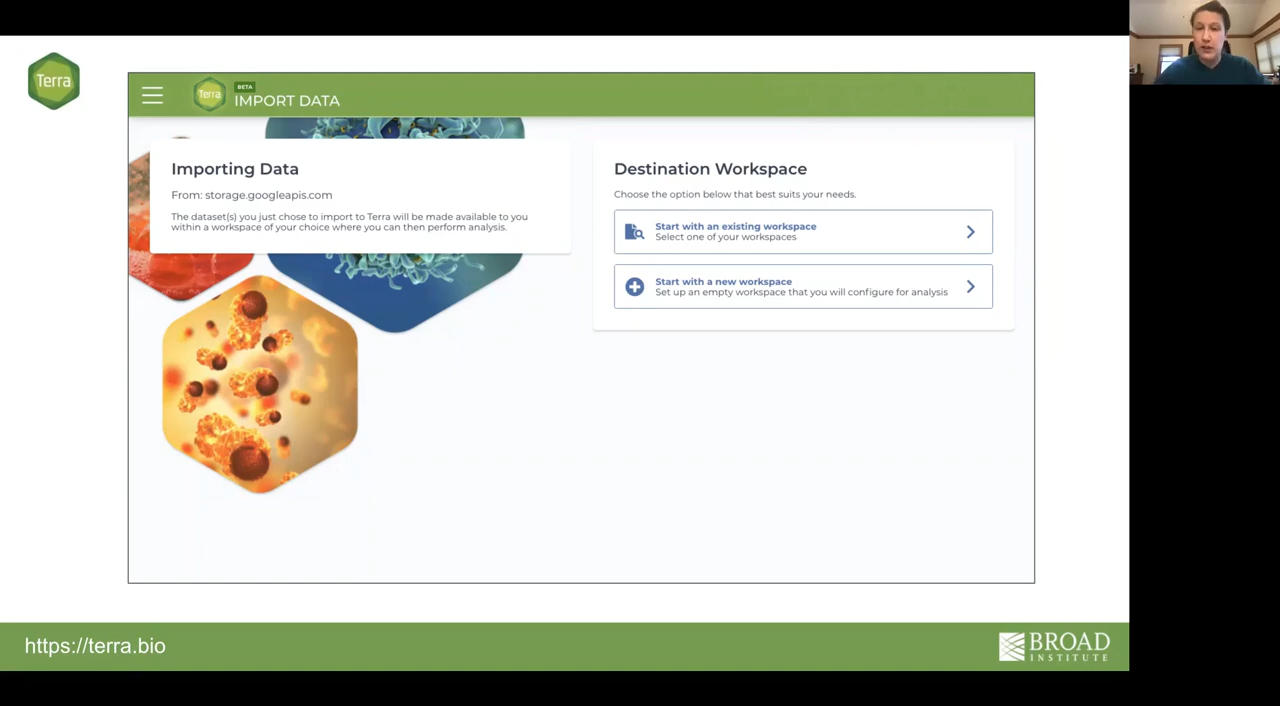 Terra
Terra
BETA
IMPORT DATA
Importing Data
From: storage.googleapis.com
The dataset(s) you just chose to import to Terra will be made available to you
within a workspace of your choice where you can then perform analysis.
Destination Workspace
Choose the option below that best suits your needs.
Start with an existing workspace
Select one of your workspaces
Start with a new workspace
Set up an empty workspace that you will configure for analysis
https://terra.bio
BROAD
INSTITUTE